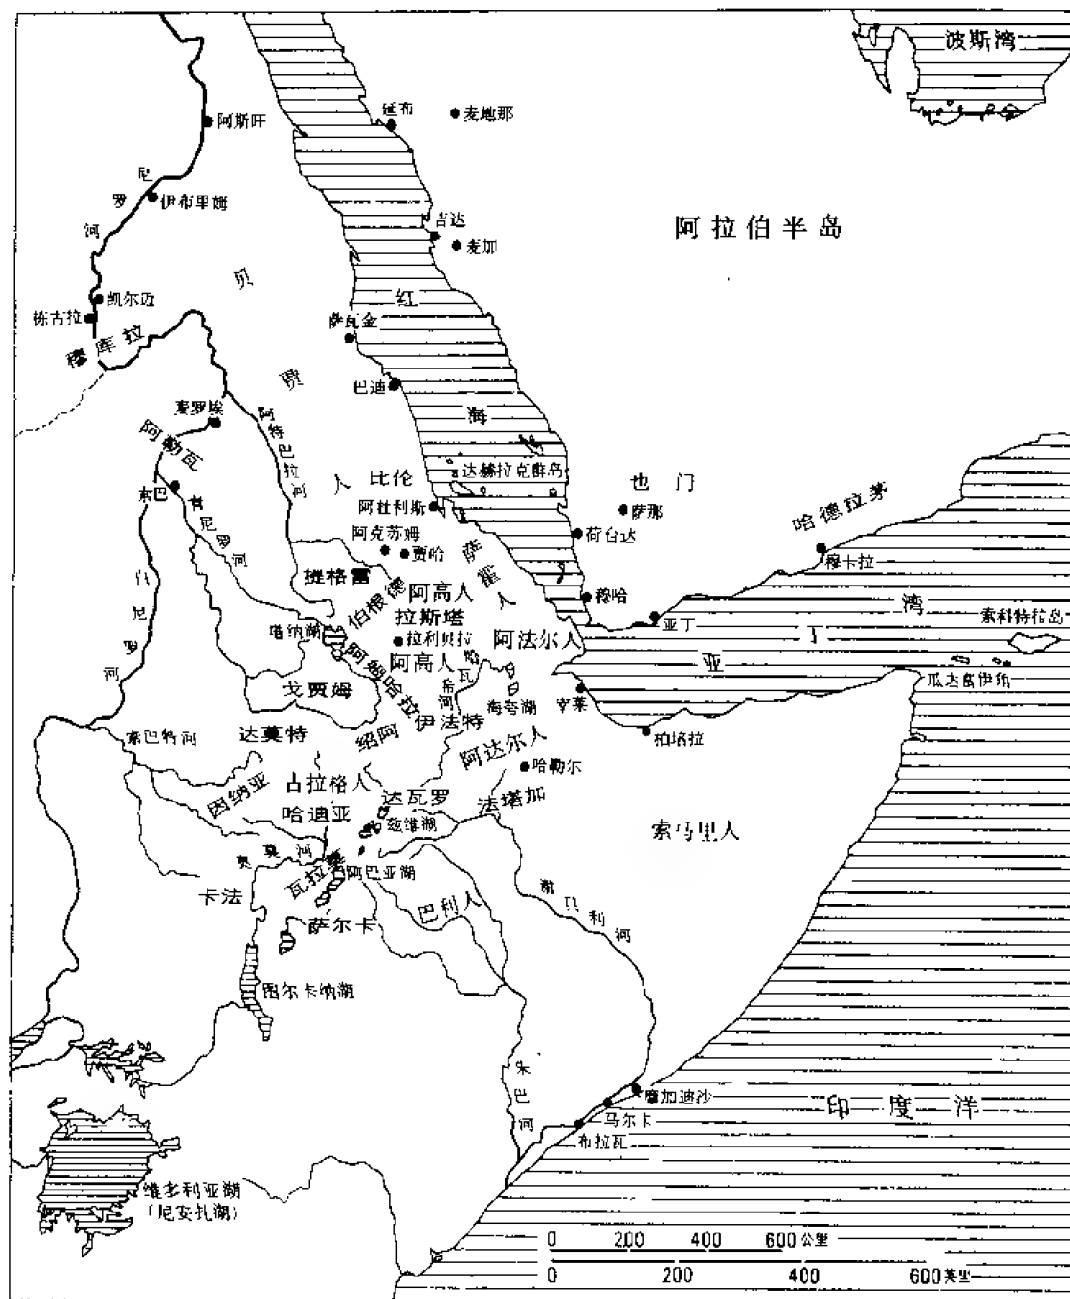 波斯湾
延布
麦地那
阿斯旺
尼罗河
伊布里姆
阿拉伯半岛
吉达
麦加
贝贾人
红海
凯尔迈
栋古拉
穆库拉
萨瓦金
巴迪
麦罗埃
阿特巴拉河
阿勒瓦
比伦
达赫拉克群岛
也门
索巴
青尼罗河
阿杜利斯
萨那
哈德拉茅
阿克苏姆
贾哈
萨霍人
荷台达
穆卡拉
提格雷
伯根德
阿高人
白尼罗河
拉斯塔
穆哈
亚丁湾
索科特拉岛
塔纳湖
拉利贝拉
阿法尔人
亚丁
阿姆哈拉
阿高人
哈瓦希河
瓜达富伊角
戈贾姆
伊法特
海夸湖
宰莱
索巴特河
达莫特
绍阿
阿达尔人
柏培拉
因纳亚
古拉格人
哈勒尔
哈迪亚
达瓦罗
法塔加
兹维湖
索马里人
奥莫河
瓦拉莫
阿巴亚湖
卡法
巴利人
谢贝利河
萨尔卡
图尔卡纳湖
朱巴河
摩加迪沙
马尔卡
布拉瓦
印度洋
维多利亚湖
(尼安扎湖)
0 200 400 600公里
0 200 400 600英里